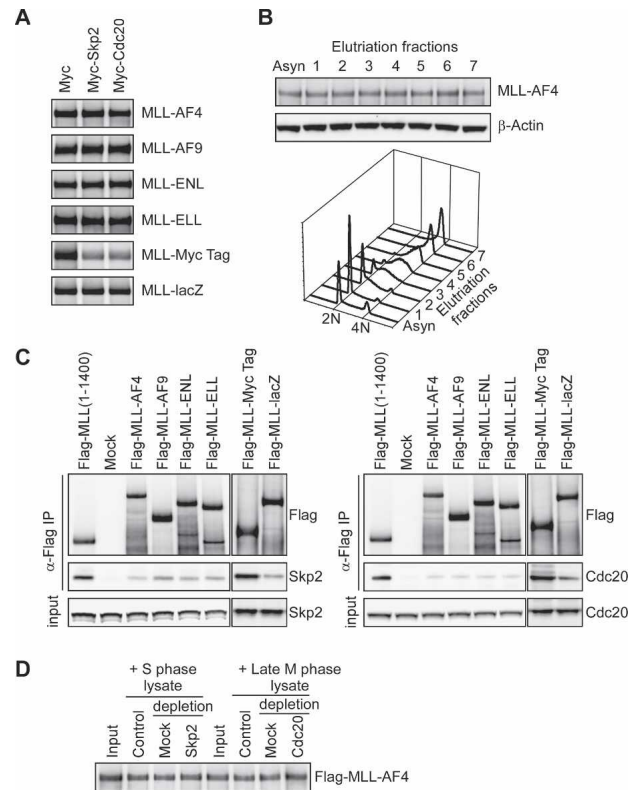 A
Myc
Myc-Skp2
Myc-Cdc20
MLL-AF4
MLL-AF9
MLL-ENL
MLL-ELL
MLL-Myc Tag
MLL-lacZ
B
Elutriation fractions
Asyn 1 2 3 4 5 6 7
MLL-AF4
β-Actin
2N
4N
Asyn
1 2 3 4 5 6 7
Elutriation
fractions
C
Flag-MLL(1-1400)
Mock
Flag-MLL-AF4
Flag-MLL-AF9
Flag-MLL-ENL
Flag-MLL-ELL
Flag-MLL-Myc Tag
Flag-MLL-lacZ
α-Flag IP
Flag
Skp2
input
Skp2
Flag-MLL(1-1400)
Mock
Flag-MLL-AF4
Flag-MLL-AF9
Flag-MLL-ENL
Flag-MLL-ELL
Flag-MLL-Myc Tag
Flag-MLL-lacZ
α-Flag IP
Flag
Cdc20
input
Cdc20
D
+ S phase
lysate
+ Late M phase
lysate
depletion
depletion
Input
Control
Mock
Skp2
Input
Control
Mock
Cdc20
Flag-MLL-AF4